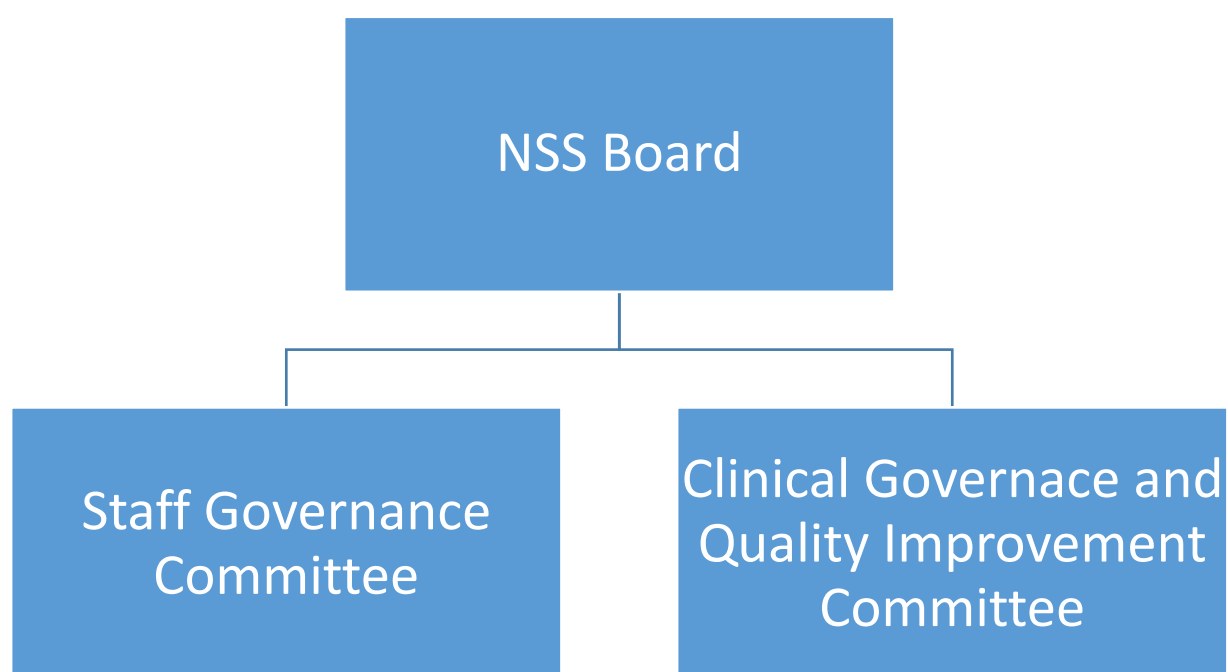 NSS Board
Staff Governance
Committee
Clinical Governace and
Quality Improvement
Committee